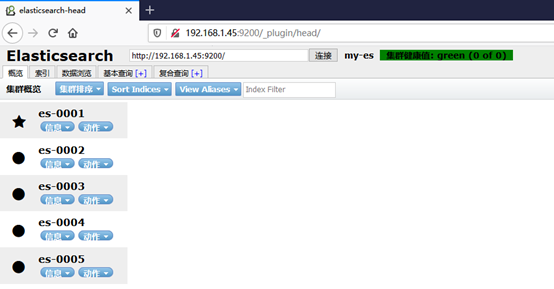 elasticsearch-head
192.168.1.45:9200/_plugin/head/
Elasticsearch http://192.168.1.45:9200/ 连接 my-es 集群健康值: green (0 of 0)
概览 索引 数据浏览 基本查询 [+] 复合查询 [+]
集群概览 集群排序 Sort Indices View Aliases Index Filter
es-0001
信息 动作
es-0002
信息 动作
es-0003
信息 动作
es-0004
信息 动作
es-0005
信息 动作